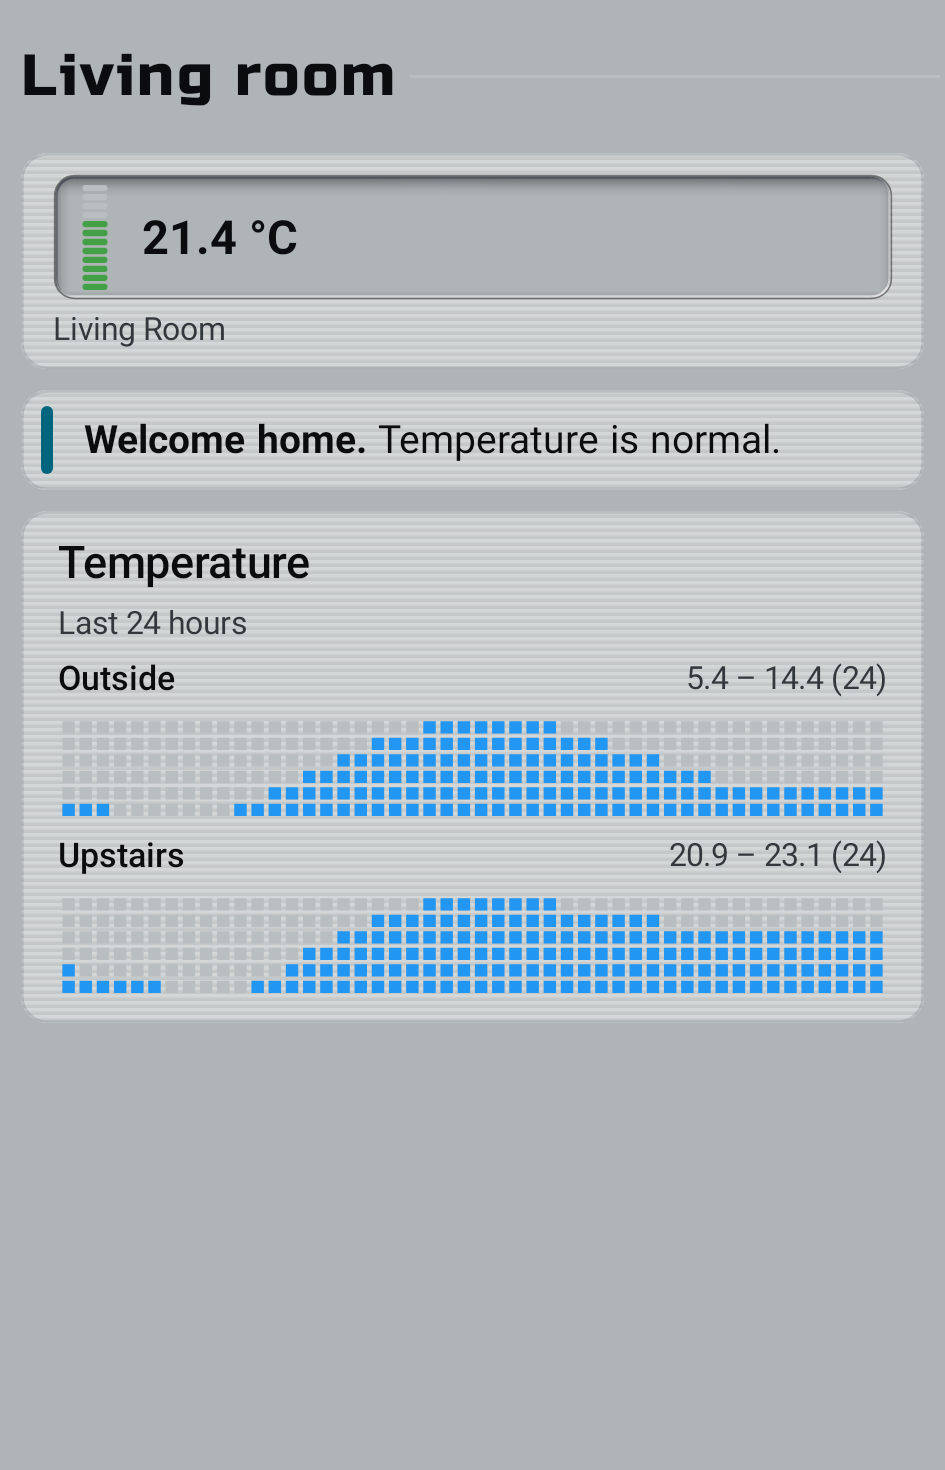 Living room
21.4 °C
Living Room
Welcome home. Temperature is normal.
Temperature
Last 24 hours
Outside 5.4 – 14.4 (24)
Upstairs 20.9 – 23.1 (24)